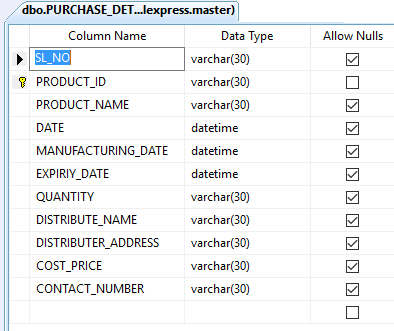 dbo.PURCHASE_DET...lexpress.master)
Column Name Data Type Allow Nulls
SL_NO varchar(30)
PRODUCT_ID varchar(30)
PRODUCT_NAME varchar(30)
DATE datetime
MANUFACTURING_DATE datetime
EXPIRIY_DATE datetime
QUANTITY varchar(30)
DISTRIBUTE_NAME varchar(30)
DISTRIBUTER_ADDRESS varchar(30)
COST_PRICE varchar(30)
CONTACT_NUMBER varchar(30)